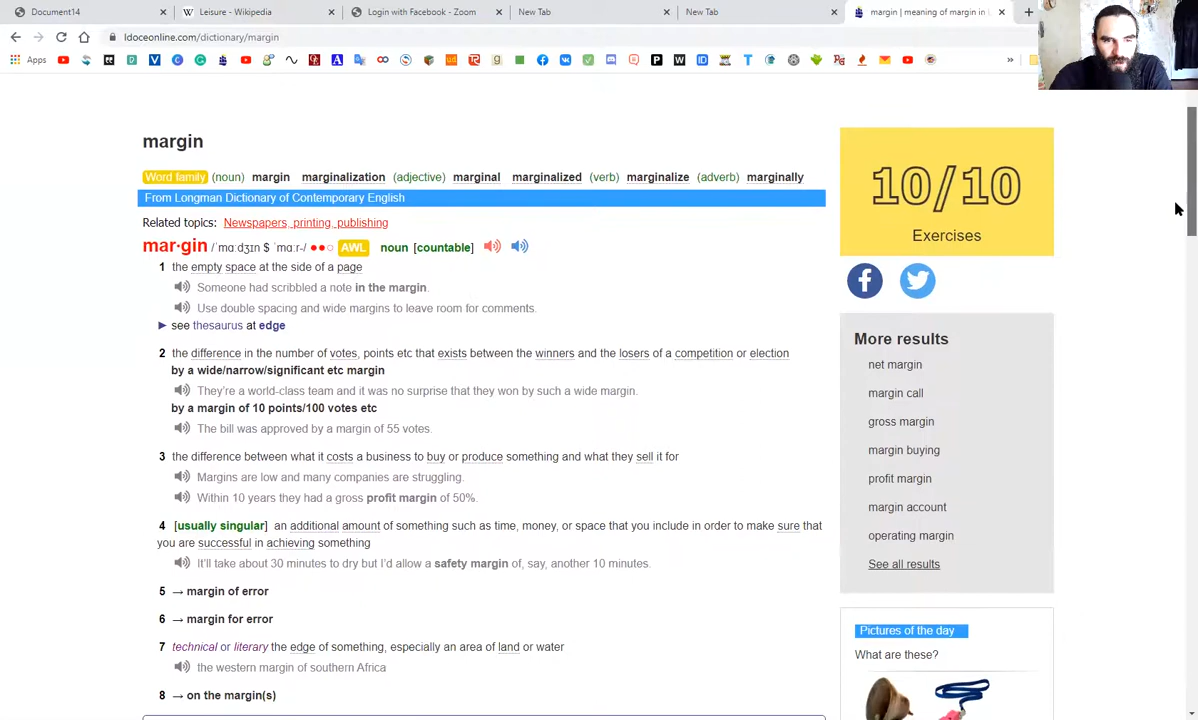 Document14
Leisure - Wikipedia
Login with Facebook - Zoom
New Tab
New Tab
margin | meaning of margin in
ldoceonline.com/dictionary/margin
Apps
margin
Word family (noun) margin marginalization (adjective) marginal marginalized (verb) marginalize (adverb) marginally
From Longman Dictionary of Contemporary English
Related topics: Newspapers, printing, publishing
mar·gin /ˈmɑːdʒɪn $ ˈmɑːr-/ ●●○ AWL noun [countable]
1 the empty space at the side of a page
Someone had scribbled a note in the margin.
Use double spacing and wide margins to leave room for comments.
► see thesaurus at edge
2 the difference in the number of votes, points etc that exists between the winners and the losers of a competition or election
by a wide/narrow/significant etc margin
They're a world-class team and it was no surprise that they won by such a wide margin.
by a margin of 10 points/100 votes etc
The bill was approved by a margin of 55 votes.
3 the difference between what it costs a business to buy or produce something and what they sell it for
Margins are low and many companies are struggling.
Within 10 years they had a gross profit margin of 50%.
4 [usually singular] an additional amount of something such as time, money, or space that you include in order to make sure that
you are successful in achieving something
It'll take about 30 minutes to dry but I'd allow a safety margin of, say, another 10 minutes.
5 → margin of error
6 → margin for error
7 technical or literary the edge of something, especially an area of land or water
the western margin of southern Africa
8 → on the margin(s)
10/10
Exercises
More results
net margin
margin call
gross margin
margin buying
profit margin
margin account
operating margin
See all results
Pictures of the day
What are these?